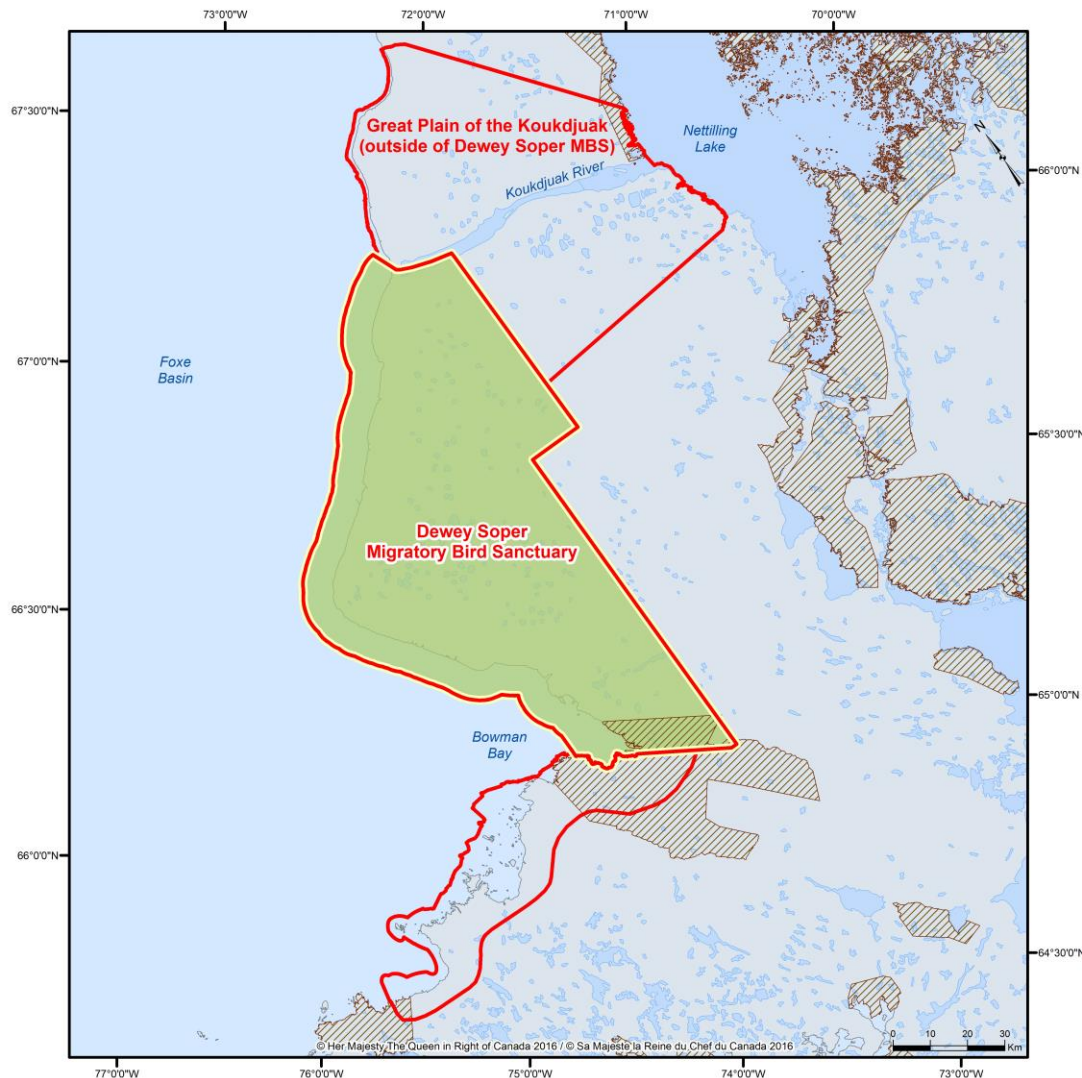 73°0'0"W
72°0'0"W
71°0'0"W
70°0'0"W
67°30'0"N
Great Plain of the Koukdjuak
(outside of Dewey Soper MBS)
Nettilling
Lake
N
66°0'0"N
Koukdjuak River
67°0'0"N
Foxe
Basin
65°30'0"N
Dewey Soper
Migratory Bird Sanctuary
66°30'0"N
65°0'0"N
Bowman
Bay
66°0'0"N
64°30'0"N
0 10 20 30
Km
© Her Majesty The Queen in Right of Canada 2016 / © Sa Majeste la Reine du Chef du Canada 2016
77°0'0"W
76°0'0"W
75°0'0"W
74°0'0"W
73°0'0"W